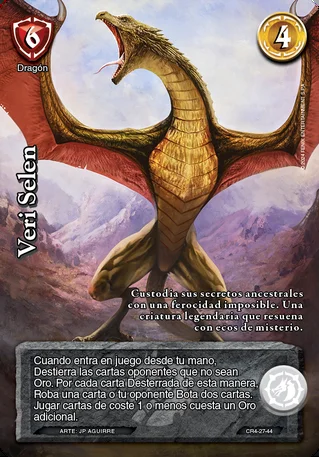 6
4
Dragón
Veri Selen
Custodia sus secretos ancestrales
con una ferocidad imposible. Una
criatura legendaria que resuena
con ecos de misterio.
Cuando entra en juego desde tu mano,
Destierra las cartas oponentes que no sean
Oro. Por cada carta Desterrada de esta manera,
Roba una carta o tu oponente Bota dos cartas.
Jugar cartas de coste 1 o menos cuesta un Oro
adicional.
ARTE: JP AGUIRRE
CR4-27-44